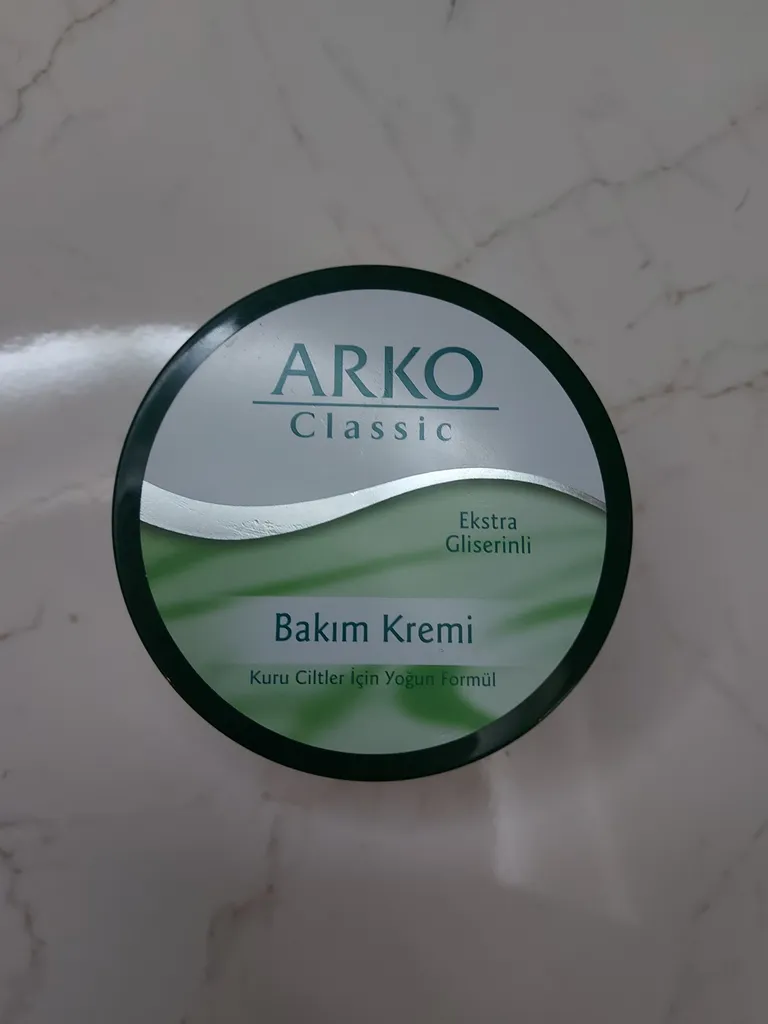 ARKO
Classic
Ekstra
Gliserinli
Bakım Kremi
Kuru Ciltler İçin Yoğun Formül